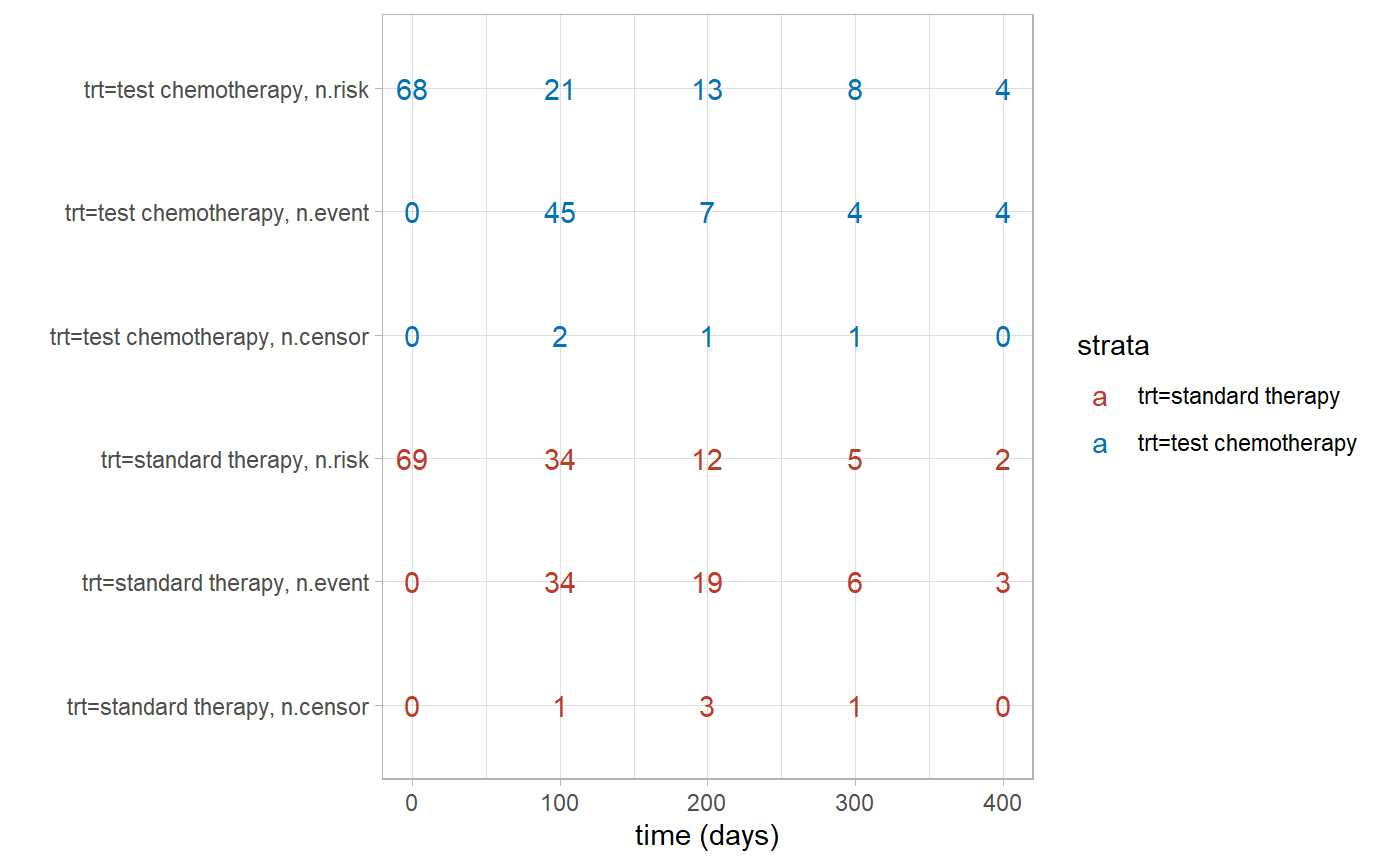 trt=test chemotherapy, n.risk 68 21 13 8 4
trt=test chemotherapy, n.event 0 45 7 4 4
trt=test chemotherapy, n.censor 0 2 1 1 0
trt=standard therapy, n.risk 69 34 12 5 2
trt=standard therapy, n.event 0 34 19 6 3
trt=standard therapy, n.censor 0 1 3 1 0
0 100 200 300 400
time (days)
strata
a trt=standard therapy
a trt=test chemotherapy